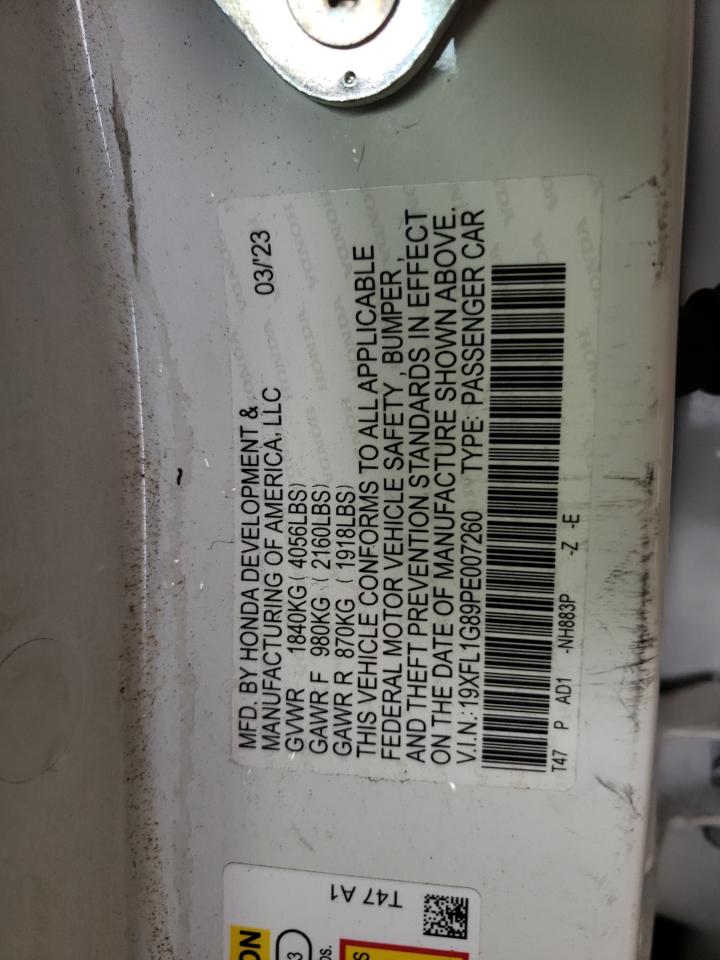 MFD. BY HONDA DEVELOPMENT &
MANUFACTURING OF AMERICA, LLC 03/'23
GVWR 1840KG ( 4056LBS)
GAWR F 980KG ( 2160LBS)
GAWR R 870KG ( 1918LBS)
THIS VEHICLE CONFORMS TO ALL APPLICABLE
FEDERAL MOTOR VEHICLE SAFETY , BUMPER ,
AND THEFT PREVENTION STANDARDS IN EFFECT
ON THE DATE OF MANUFACTURE SHOWN ABOVE.
V.I.N.:19XFL1G89PE007260 TYPE: PASSENGER CAR
T47 P AD1 -NH883P -Z -E
T47 A1